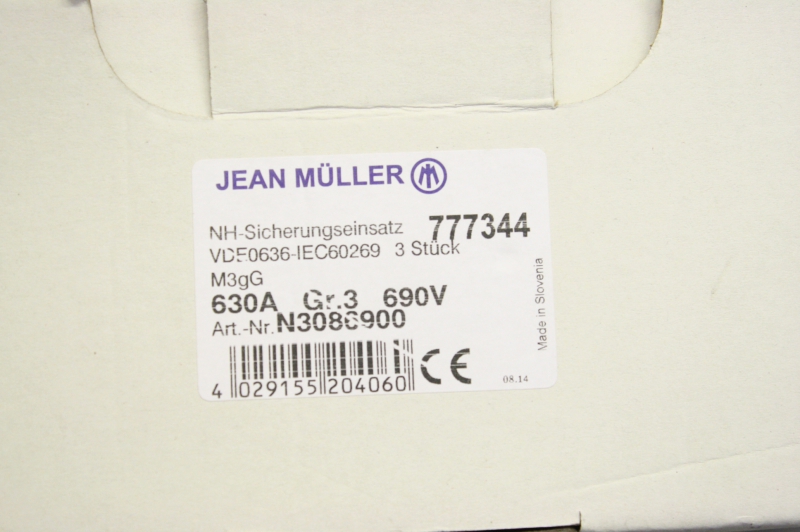 JEAN MÜLLER
NH-Sicherungseinsatz 777344
VDE0636-IEC60269 3 Stück
M3gG
630A Gr.3 690V
Art.-Nr. N3086900
4 029155 204060
CE
08.14
Made in Slovenia